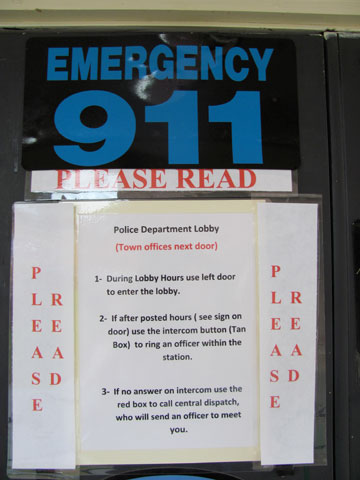 EMERGENCY
911
PLEASE READ
PLEASE
READ
Police Department Lobby
(Town offices next door)
1- During Lobby Hours use left door
to enter the lobby.
2- If after posted hours ( see sign on
door) use the intercom button (Tan
Box) to ring an officer within the
station.
3- If no answer on intercom use the
red box to call central dispatch,
who will send an officer to meet
you.
PLEASE
READ